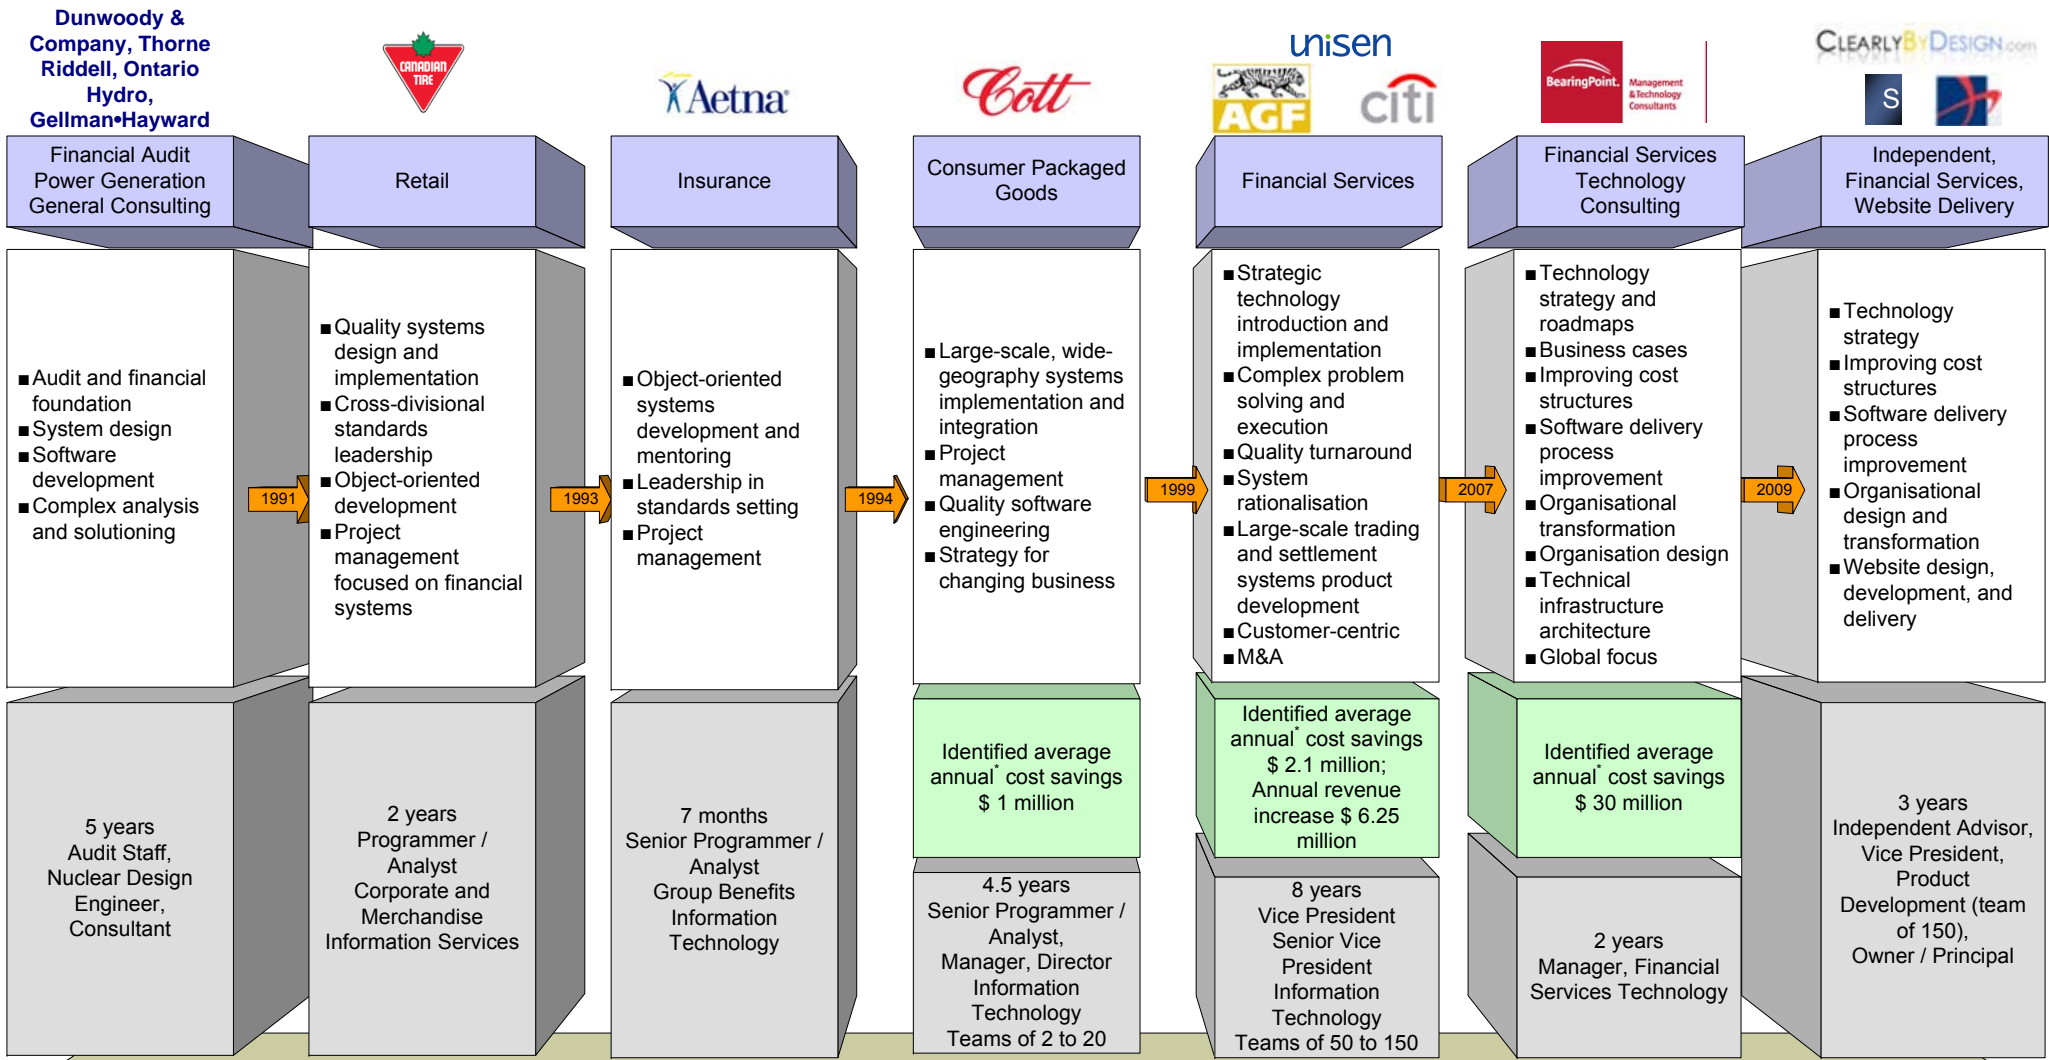 Dunwoody &
Company, Thorne
Riddell, Ontario
Hydro,
Gellman•Hayward
CANADIAN
TIRE
Aetna
Cott
unisen
AGF
citi
BearingPoint.
Management
& Technology
Consultants
CLEARLYBYDESIGN.com
S
Financial Audit
Power Generation
General Consulting
Retail
Insurance
Consumer Packaged
Goods
Financial Services
Financial Services
Technology
Consulting
Independent,
Financial Services,
Website Delivery
■Audit and financial
foundation
■System design
■Software
development
■Complex analysis
and solutioning
1991
■Quality systems
design and
implementation
■Cross-divisional
standards
leadership
■Object-oriented
development
■Project
management
focused on financial
systems
1993
■Object-oriented
systems
development and
mentoring
■Leadership in
standards setting
■Project
management
1994
■Large-scale, wide-
geography systems
implementation and
integration
■Project
management
■Quality software
engineering
■Strategy for
changing business
1999
■Strategic
technology
introduction and
implementation
■Complex problem
solving and
execution
■Quality turnaround
■System
rationalisation
■Large-scale trading
and settlement
systems product
development
■Customer-centric
■M&A
2007
■Technology
strategy and
roadmaps
■Business cases
■Improving cost
structures
■Software delivery
process
improvement
■Organisational
transformation
■Organisation design
■Technical
infrastructure
architecture
■Global focus
2009
■Technology
strategy
■Improving cost
structures
■Software delivery
process
improvement
■Organisational
design and
transformation
■Website design,
development, and
delivery
Identified average
annual* cost savings
$ 1 million
Identified average
annual* cost savings
$ 2.1 million;
Annual revenue
increase $ 6.25
million
Identified average
annual* cost savings
$ 30 million
5 years
Audit Staff,
Nuclear Design
Engineer,
Consultant
2 years
Programmer /
Analyst
Corporate and
Merchandise
Information Services
7 months
Senior Programmer /
Analyst
Group Benefits
Information
Technology
4.5 years
Senior Programmer /
Analyst,
Manager, Director
Information
Technology
Teams of 2 to 20
8 years
Vice President
Senior Vice
President
Information
Technology
Teams of 50 to 150
2 years
Manager, Financial
Services Technology
3 years
Independent Advisor,
Vice President,
Product
Development (team
of 150),
Owner / Principal